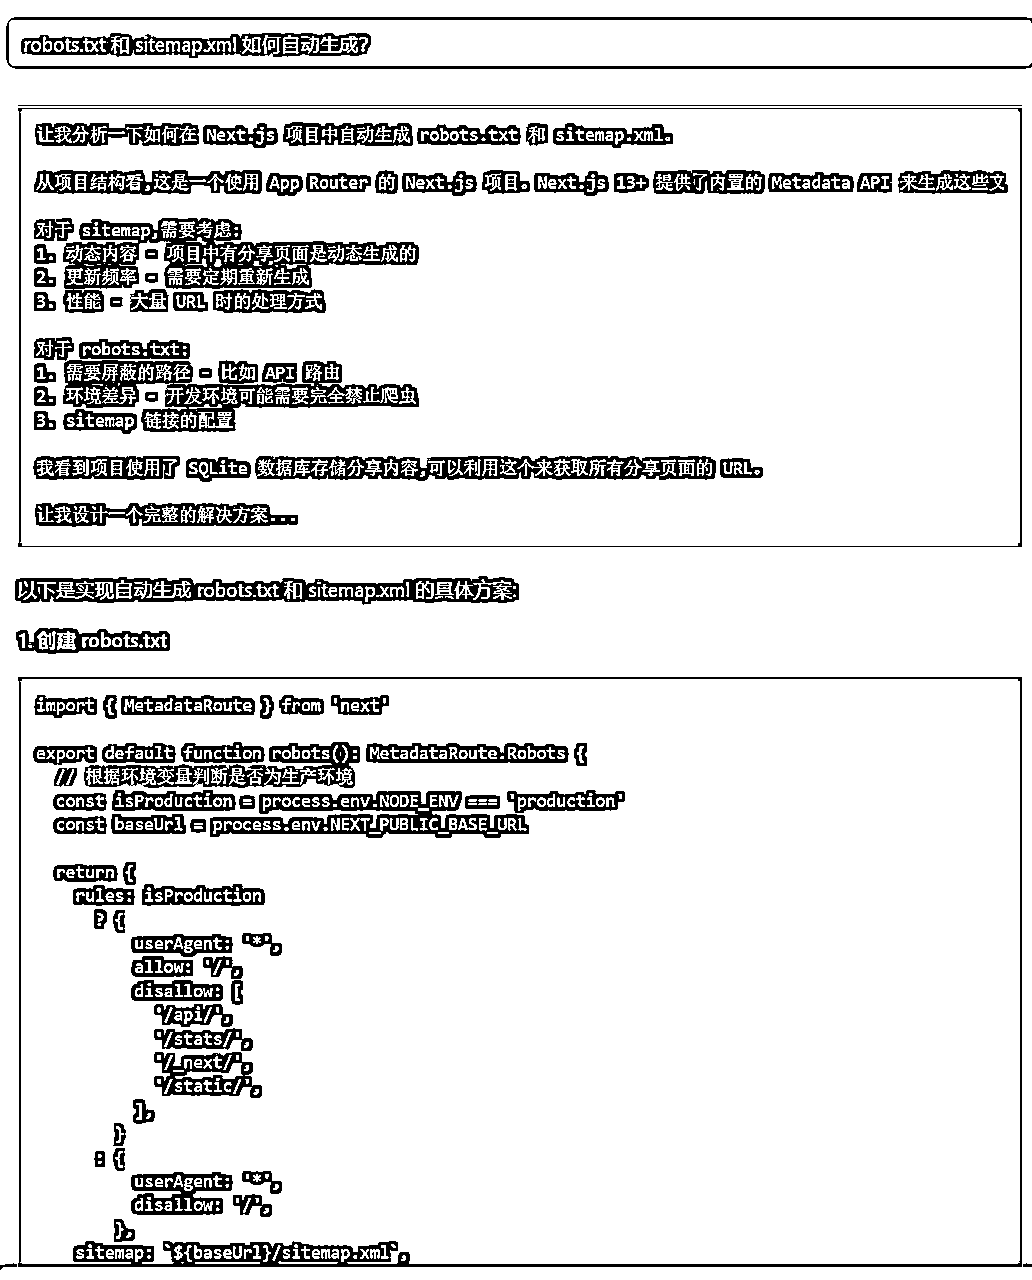 robots.txt 和 sitemap.xml 如何自动生成?
让我分析一下如何在 Next.js 项目中自动生成 robots.txt 和 sitemap.xml。
从项目结构看,这是一个使用 App Router 的 Next.js 项目。Next.js 13+ 提供了内置的 Metadata API 来生成这些文
对于 sitemap,需要考虑:
1. 动态内容 - 项目中有分享页面是动态生成的
2. 更新频率 - 需要定期重新生成
3. 性能 - 大量 URL 时的处理方式
对于 robots.txt:
1. 需要屏蔽的路径 - 比如 API 路由
2. 环境差异 - 开发环境可能需要完全禁止爬虫
3. sitemap 链接的配置
我看到项目使用了 SQLite 数据库存储分享内容,可以利用这个来获取所有分享页面的 URL。
让我设计一个完整的解决方案...
以下是实现自动生成 robots.txt 和 sitemap.xml 的具体方案:
1. 创建 robots.txt
import { MetadataRoute } from 'next'
export default function robots(): MetadataRoute.Robots {
// 根据环境变量判断是否为生产环境
const isProduction = process.env.NODE_ENV === 'production'
const baseUrl = process.env.NEXT_PUBLIC_BASE_URL
return {
rules: isProduction
? {
userAgent: '*',
allow: '/',
disallow: [
'/api/',
'/stats/',
'/_next/',
'/static/',
],
}
: {
userAgent: '*',
disallow: '/',
},
sitemap: `${baseUrl}/sitemap.xml`,